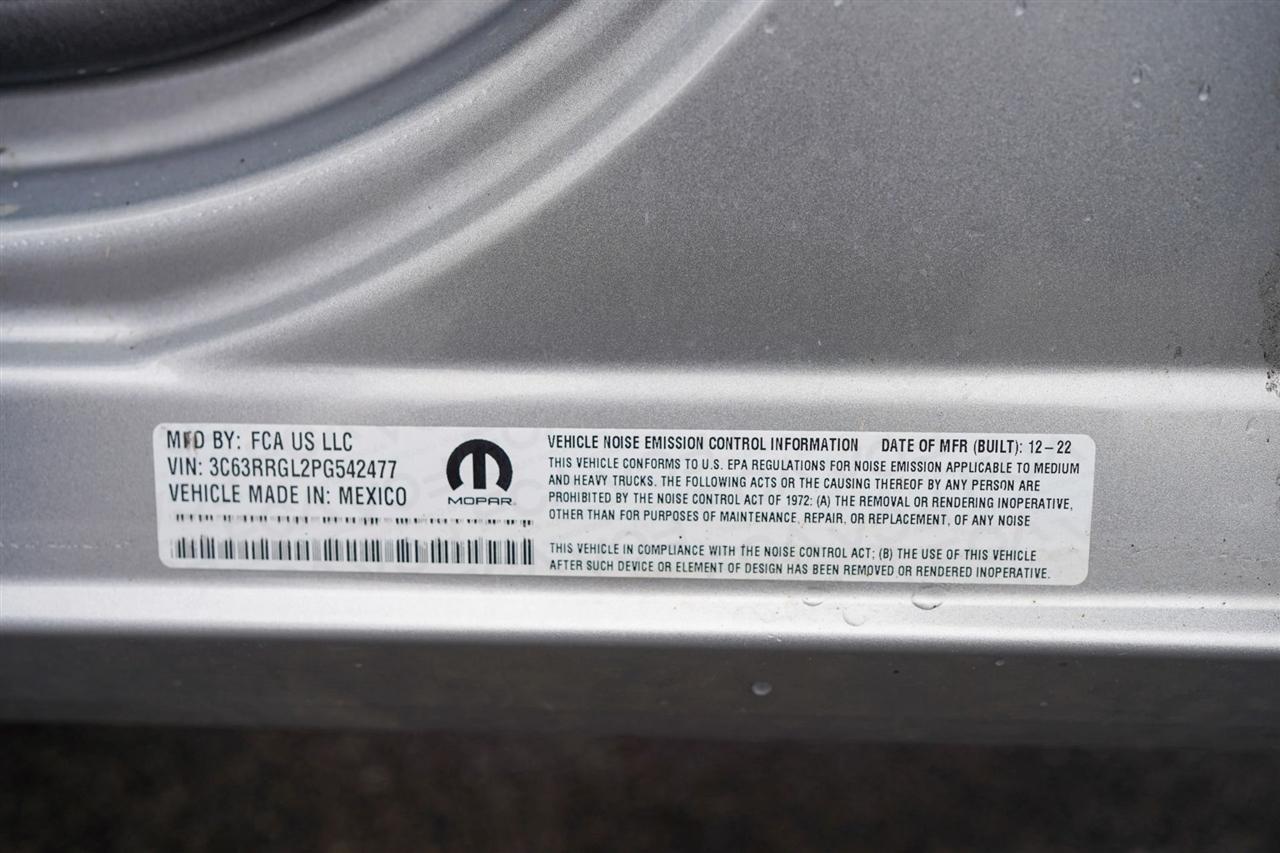 MFD BY: FCA US LLC
VIN: 3C63RRGL2PG542477
VEHICLE MADE IN: MEXICO
MOPAR
VEHICLE NOISE EMISSION CONTROL INFORMATION DATE OF MFR (BUILT): 12-22
THIS VEHICLE CONFORMS TO U.S. EPA REGULATIONS FOR NOISE EMISSION APPLICABLE TO MEDIUM
AND HEAVY TRUCKS. THE FOLLOWING ACTS OR THE CAUSING THEREOF BY ANY PERSON ARE
PROHIBITED BY THE NOISE CONTROL ACT OF 1972: (A) THE REMOVAL OR RENDERING INOPERATIVE,
OTHER THAN FOR PURPOSES OF MAINTENANCE, REPAIR, OR REPLACEMENT, OF ANY NOISE
THIS VEHICLE IN COMPLIANCE WITH THE NOISE CONTROL ACT; (B) THE USE OF THIS VEHICLE
AFTER SUCH DEVICE OR ELEMENT OF DESIGN HAS BEEN REMOVED OR RENDERED INOPERATIVE.